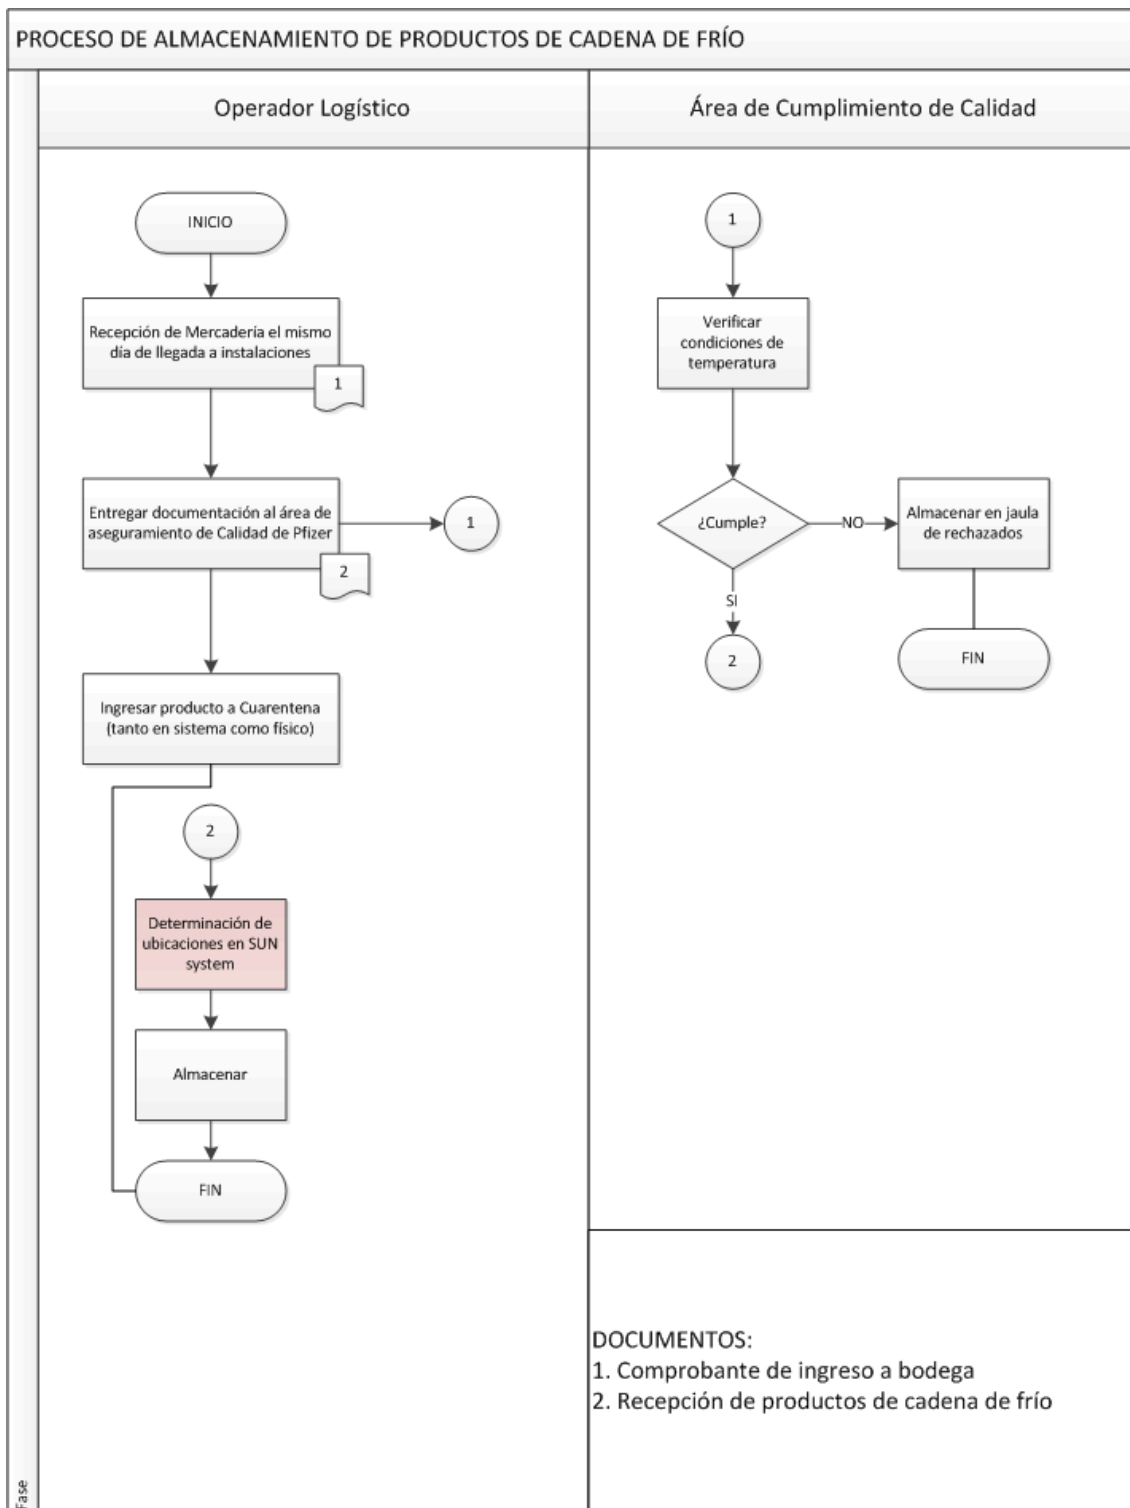 PROCESO DE ALMACENAMIENTO DE PRODUCTOS DE CADENA DE FRÍO
Operador Logístico
Área de Cumplimiento de Calidad
INICIO
Recepción de Mercadería el mismo
día de llegada a instalaciones
1
Entregar documentación al área de
aseguramiento de Calidad de Pfizer
1
2
Ingresar producto a Cuarentena
(tanto en sistema como físico)
2
Determinación de
ubicaciones en SUN
system
Almacenar
FIN
1
Verificar
condiciones de
temperatura
¿Cumple?
NO
Almacenar en jaula
de rechazados
SI
2
FIN
DOCUMENTOS:
1. Comprobante de ingreso a bodega
2. Recepción de productos de cadena de frío
Fase